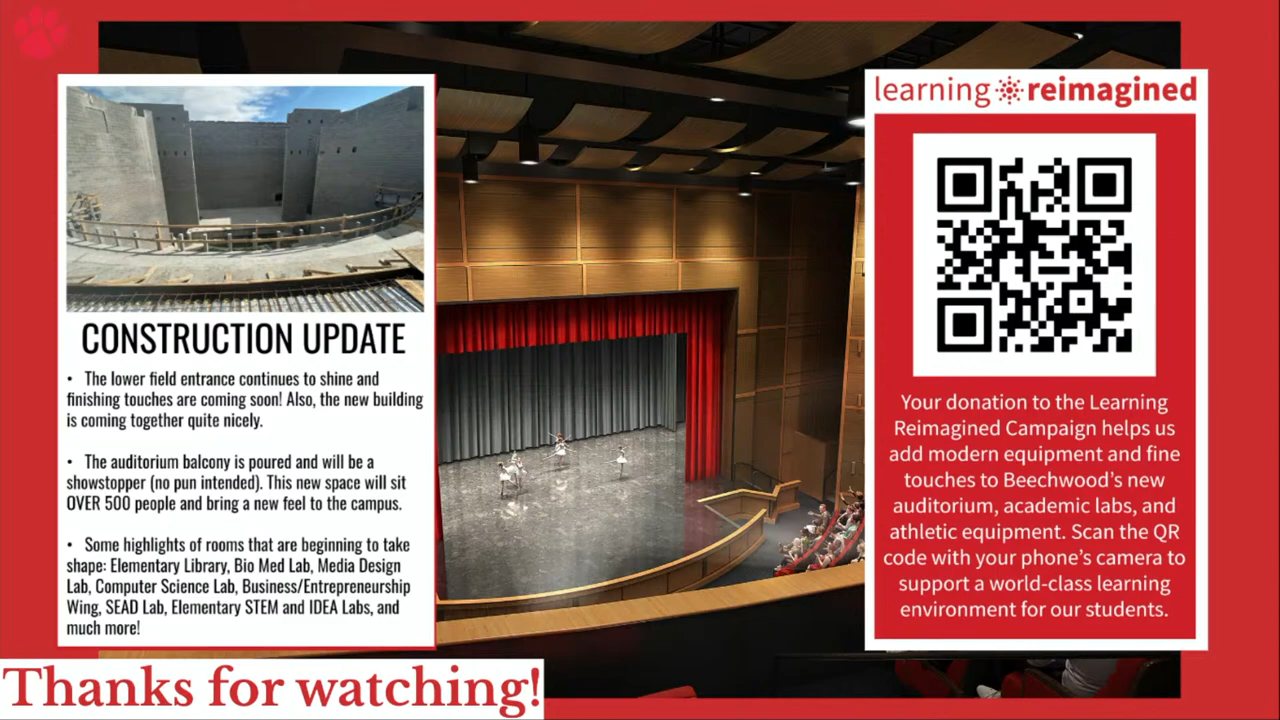 CONSTRUCTION UPDATE
• The lower field entrance continues to shine and
finishing touches are coming soon! Also, the new building
is coming together quite nicely.
• The auditorium balcony is poured and will be a
showstopper (no pun intended). This new space will sit
OVER 500 people and bring a new feel to the campus.
• Some highlights of rooms that are beginning to take
shape: Elementary Library, Bio Med Lab, Media Design
Lab, Computer Science Lab, Business/Entrepreneurship
Wing, SEAD Lab, Elementary STEM and IDEA Labs, and
much more!
learning reimagined
Your donation to the Learning
Reimagined Campaign helps us
add modern equipment and fine
touches to Beechwood's new
auditorium, academic labs, and
athletic equipment. Scan the QR
code with your phone's camera to
support a world-class learning
environment for our students.
Thanks for watching!